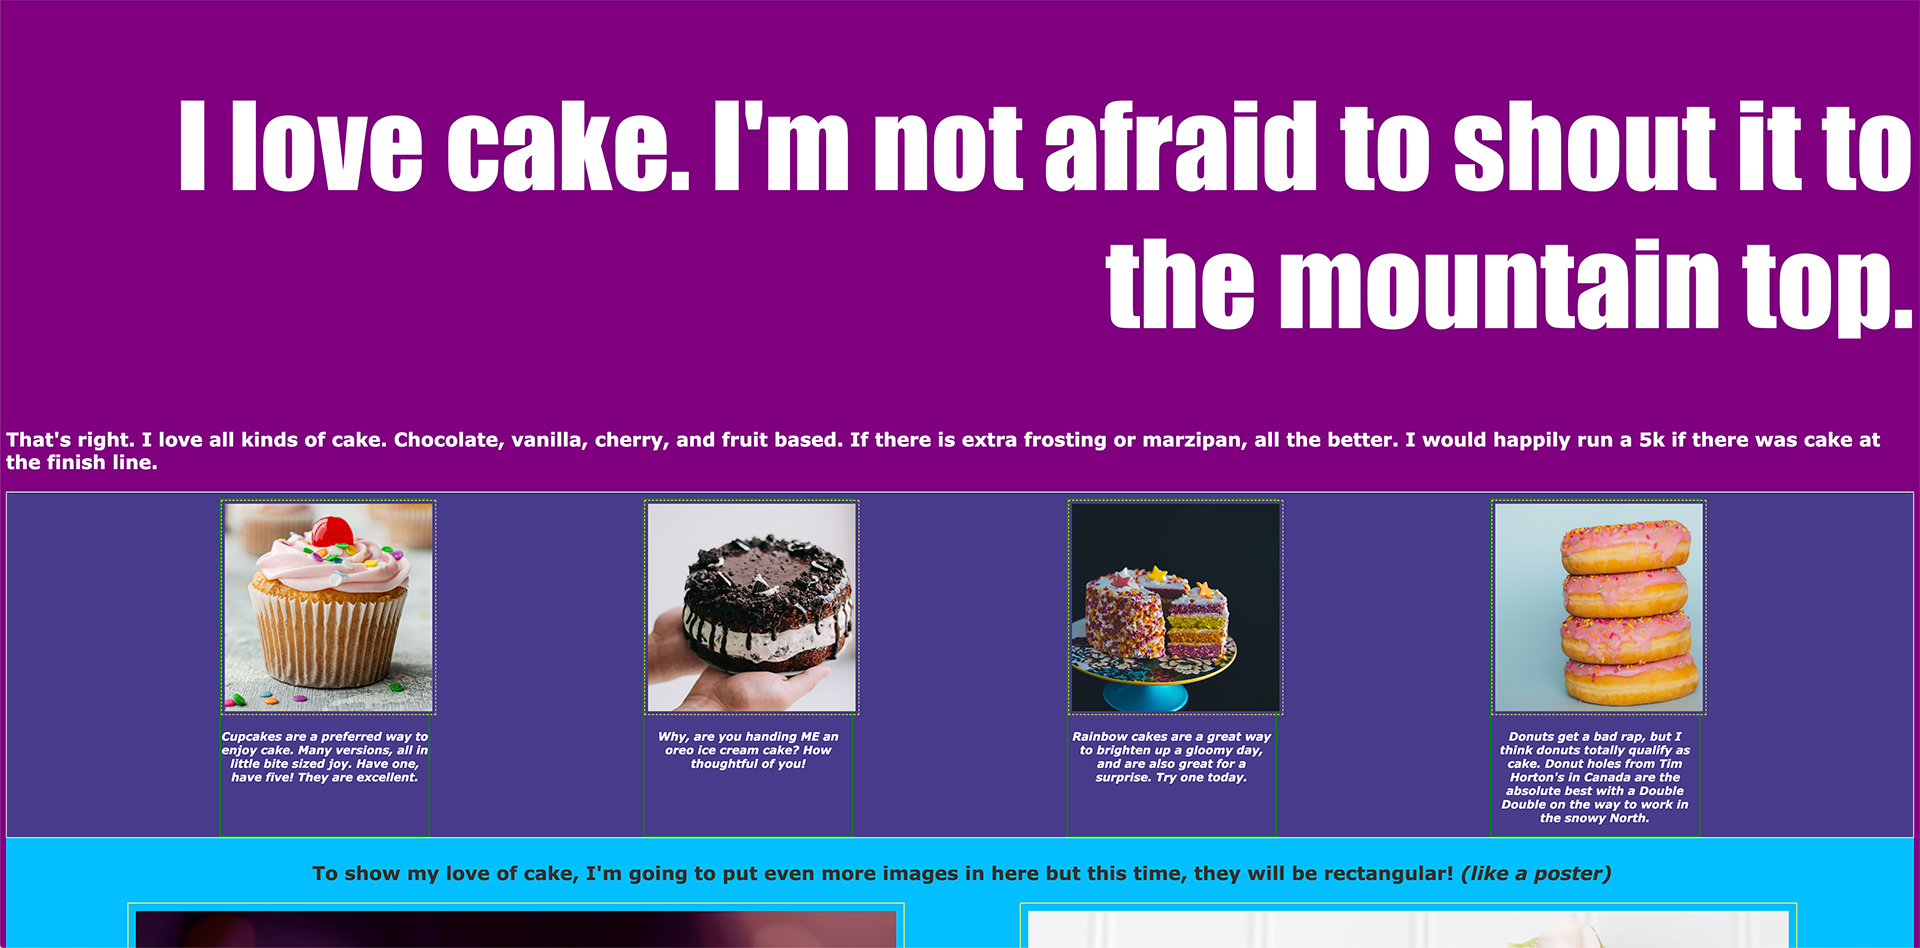 I love cake. I'm not afraid to shout it to
the mountain top.
That's right. I love all kinds of cake. Chocolate, vanilla, cherry, and fruit based. If there is extra frosting or marzipan, all the better. I would happily run a 5k if there was cake at
the finish line.
Cupcakes are a preferred way to
enjoy cake. Many versions, all in
little bite sized joy. Have one,
have five! They are excellent.
Why, are you handing ME an
oreo ice cream cake? How
thoughtful of you!
Rainbow cakes are a great way
to brighten up a gloomy day,
and are also great for a
surprise. Try one today.
Donuts get a bad rap, but I
think donuts totally qualify as
cake. Donut holes from Tim
Horton's in Canada are the
absolute best with a Double
Double on the way to work in
the snowy North.
To show my love of cake, I'm going to put even more images in here but this time, they will be rectangular! (like a poster)